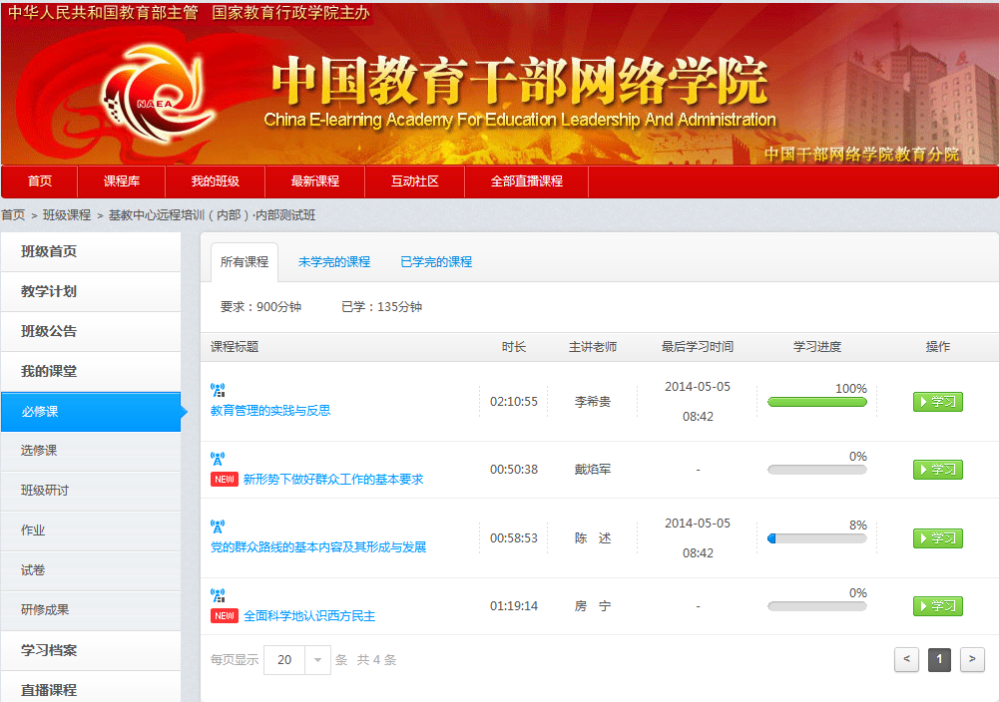 中华人民共和国教育部主管 国家教育行政学院主办
NAEA
中国教育干部网络学院
China E-learning Academy For Education Leadership And Administration
中国干部网络学院教育分院
首页 课程库 我的班级 最新课程 互动社区 全部直播课程
首页 > 班级课程 > 基教中心远程培训（内部）·内部测试班
班级首页
教学计划
班级公告
我的课堂
必修课
选修课
班级研讨
作业
试卷
研修成果
学习档案
直播课程
所有课程 未学完的课程 已学完的课程
要求：900分钟 已学：135分钟
课程标题 时长 主讲老师 最后学习时间 学习进度 操作
教育管理的实践与反思 02:10:55 李希贵 2014-05-05 08:42 100% 学习
NEW 新形势下做好群众工作的基本要求 00:50:38 戴焰军 - 0% 学习
党的群众路线的基本内容及其形成与发展 00:58:53 陈 述 2014-05-05 08:42 8% 学习
NEW 全面科学地认识西方民主 01:19:14 房 宁 - 0% 学习
每页显示 20 条 共 4 条 < 1 >